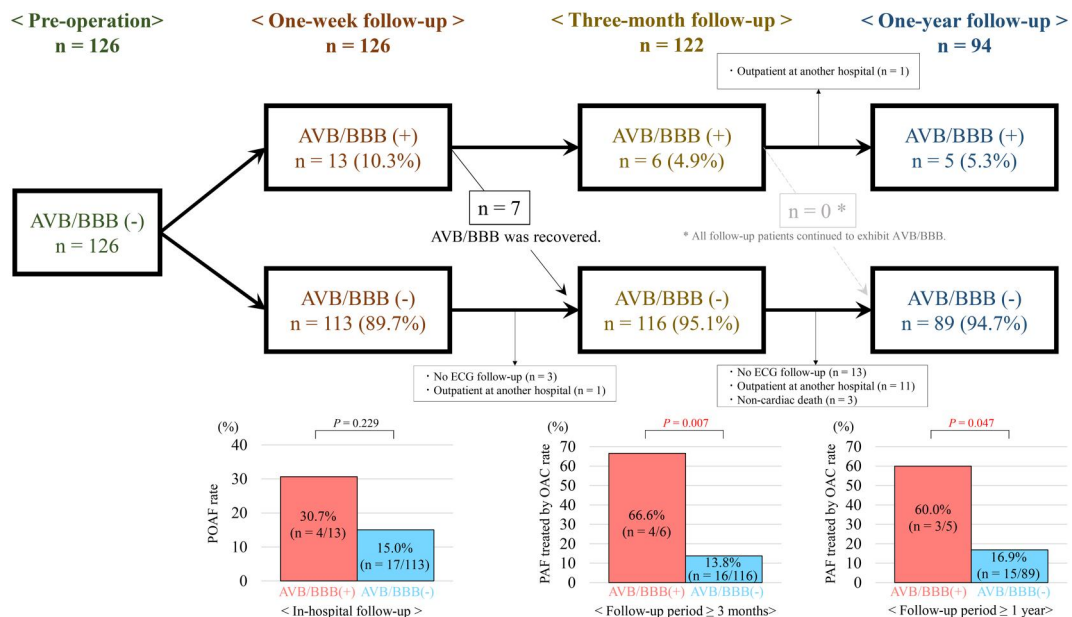 < Pre-operation>
n = 126
< One-week follow-up>
n = 126
< Three-month follow-up>
n = 122
< One-year follow-up>
n = 94
・Outpatient at another hospital (n = 1)
AVB/BBB (-)
n = 126
AVB/BBB (+)
n = 13 (10.3%)
AVB/BBB (+)
n = 6 (4.9%)
AVB/BBB (+)
n = 5 (5.3%)
n = 7
AVB/BBB was recovered.
n = 0 *
* All follow-up patients continued to exhibit AVB/BBB.
AVB/BBB (-)
n = 113 (89.7%)
AVB/BBB (-)
n = 116 (95.1%)
AVB/BBB (-)
n = 89 (94.7%)
・No ECG follow-up (n = 3)
・Outpatient at another hospital (n = 1)
・No ECG follow-up (n = 13)
・Outpatient at another hospital (n = 11)
・Non-cardiac death (n = 3)
(%)
P = 0.229
40
30
20
10
0
POAF rate
30.7%
(n = 4/13)
15.0%
(n = 17/113)
AVB/BBB(+)
AVB/BBB(-)
< In-hospital follow-up >
(%)
P = 0.007
70
60
50
40
30
20
10
0
PAF treated by OAC rate
66.6%
(n = 4/6)
13.8%
(n = 16/116)
AVB/BBB(+)
AVB/BBB(-)
< Follow-up period ≥ 3 months>
(%)
P = 0.047
70
60
50
40
30
20
10
0
PAF treated by OAC rate
60.0%
(n = 3/5)
16.9%
(n = 15/89)
AVB/BBB(+)
AVB/BBB(-)
< Follow-up period ≥ 1 year>